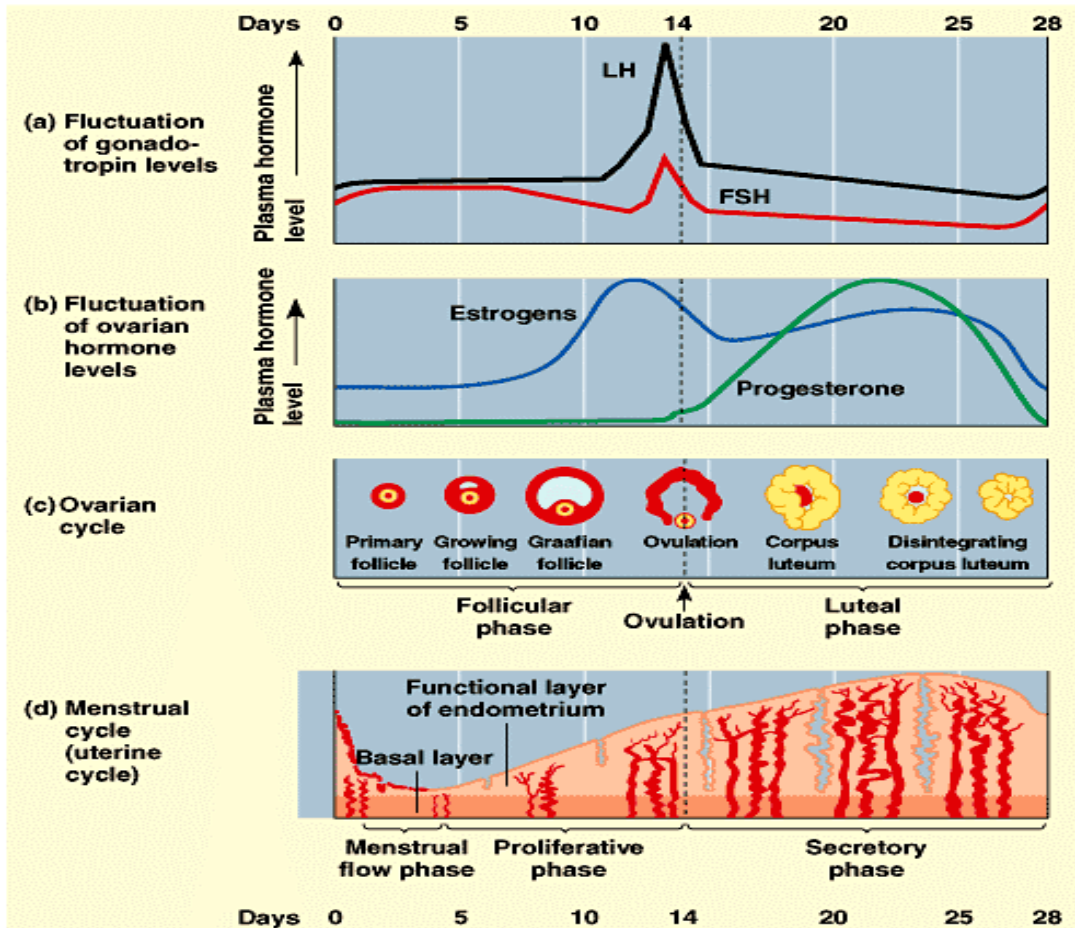 Days 0 5 10 14 20 25 28
(a) Fluctuation
of gonado-
tropin levels
Plasma hormone
level
LH
FSH
(b) Fluctuation
of ovarian
hormone
levels
Plasma hormone
level
Estrogens
Progesterone
(c) Ovarian
cycle
Primary
follicle
Growing
follicle
Graafian
follicle
Ovulation
Corpus
luteum
Disintegrating
corpus luteum
Follicular
phase
Ovulation
Luteal
phase
(d) Menstrual
cycle
(uterine
cycle)
Functional layer
of endometrium
Basal layer
Menstrual
flow phase
Proliferative
phase
Secretory
phase
Days 0 5 10 14 20 25 28